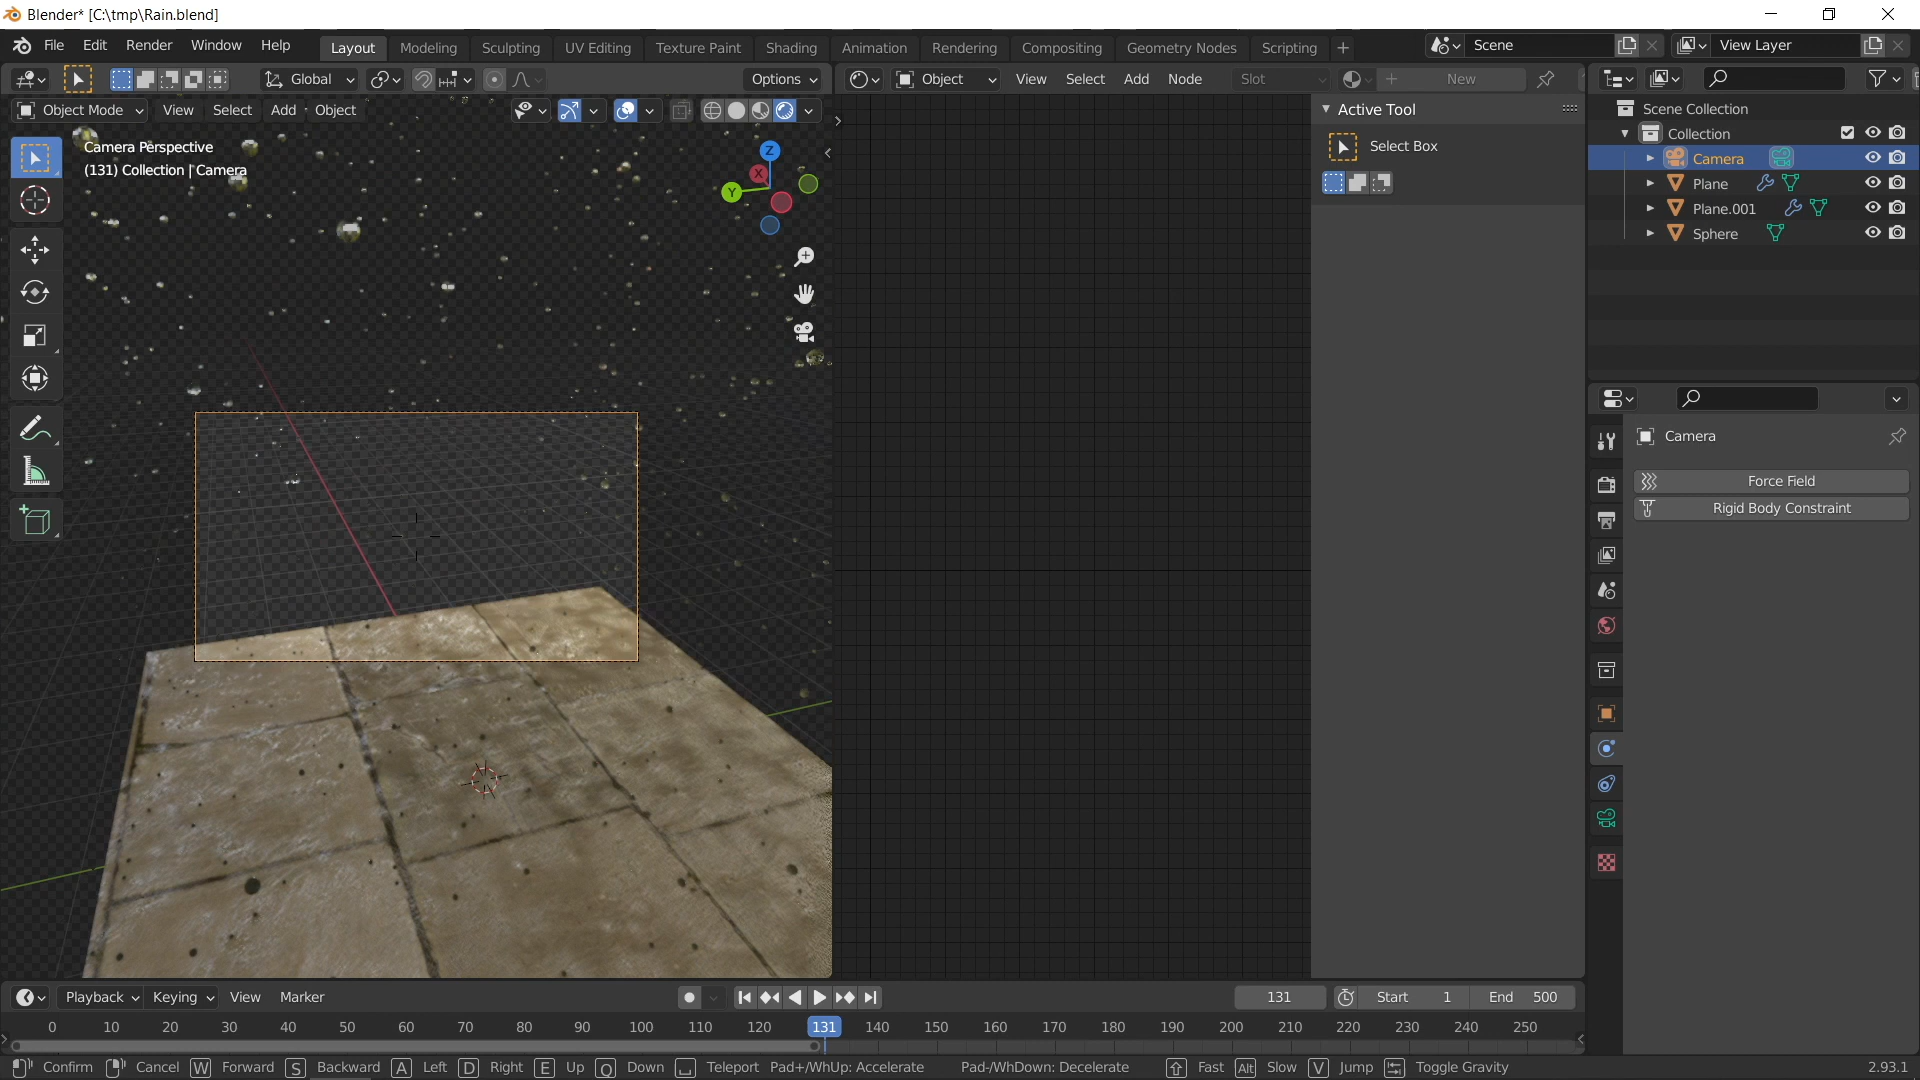 Blender* [C:\tmp\Rain.blend]
File Edit Render Window Help Layout Modeling Sculpting UV Editing Texture Paint Shading Animation Rendering Compositing Geometry Nodes Scripting + Scene View Layer
Global Options
Object View Select Add Node Slot New
Object Mode View Select Add Object
Camera Perspective
(131) Collection | Camera
Z
X
Y
Active Tool
Select Box
Scene Collection
Collection
Camera
Plane
Plane.001
Sphere
Camera
Force Field
Rigid Body Constraint
Playback Keying View Marker 131 Start 1 End 500
0 10 20 30 40 50 60 70 80 90 100 110 120 131 140 150 160 170 180 190 200 210 220 230 240 250
Confirm Cancel W Forward S Backward A Left D Right E Up Q Down Teleport Pad+/WhUp: Accelerate Pad-/WhDown: Decelerate Fast Alt Slow V Jump Toggle Gravity 2.93.1